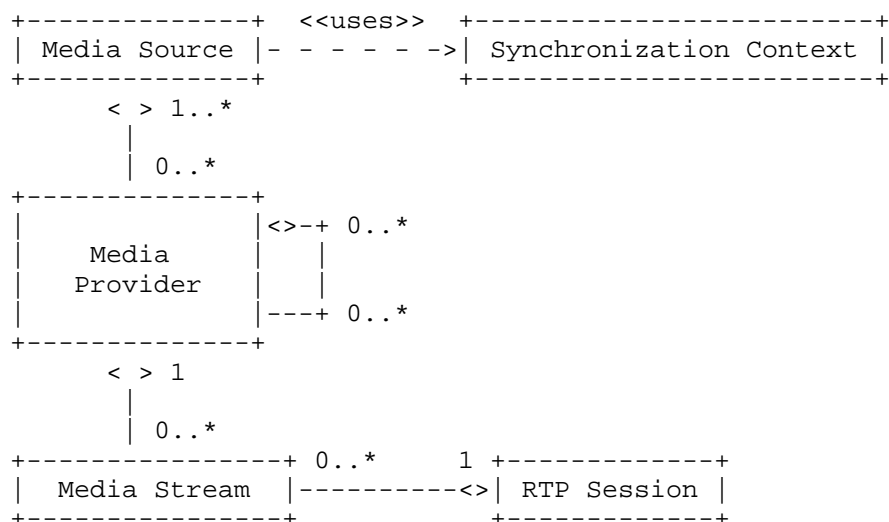 <<uses>>
Media Source Synchronization Context
< > 1..*
0..*
<> 0..*
Media
Provider
0..*
< > 1
0..*
0..* 1
Media Stream <> RTP Session